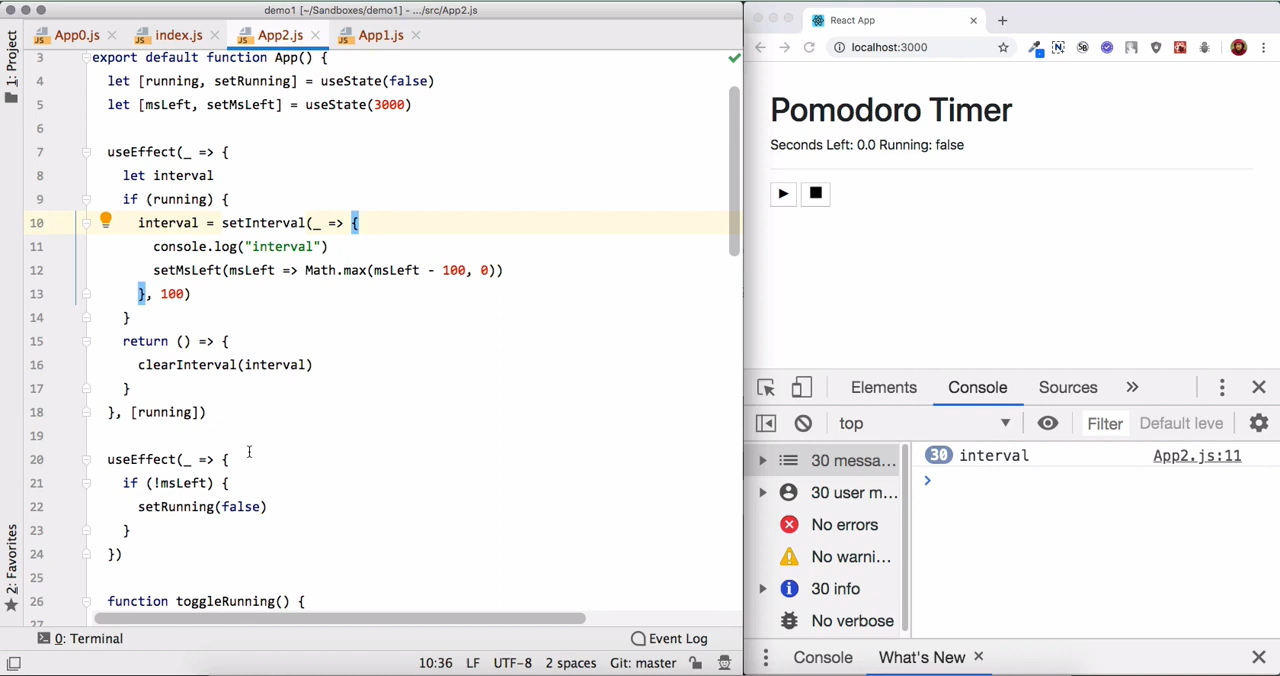 demo1 [~/Sandboxes/demo1] - .../src/App2.js
App0.js
index.js
App2.js
App1.js
1: Project
2: Favorites
3 export default function App() {
4 let [running, setRunning] = useState(false)
5 let [msLeft, setMsLeft] = useState(3000)
6
7 useEffect(_ => {
8 let interval
9 if (running) {
10 interval = setInterval(_ => {
11 console.log("interval")
12 setMsLeft(msLeft => Math.max(msLeft - 100, 0))
13 }, 100)
14 }
15 return () => {
16 clearInterval(interval)
17 }
18 }, [running])
19
20 useEffect(_ => {
21 if (!msLeft) {
22 setRunning(false)
23 }
24 })
25
26 function toggleRunning() {
27
0: Terminal
Event Log
10:36 LF UTF-8 2 spaces Git: master
React App
localhost:3000
Pomodoro Timer
Seconds Left: 0.0 Running: false
Elements Console Sources
top Filter Default leve
30 messa...
30 user m...
No errors
No warni...
30 info
No verbose
30 interval App2.js:11
Console What's New